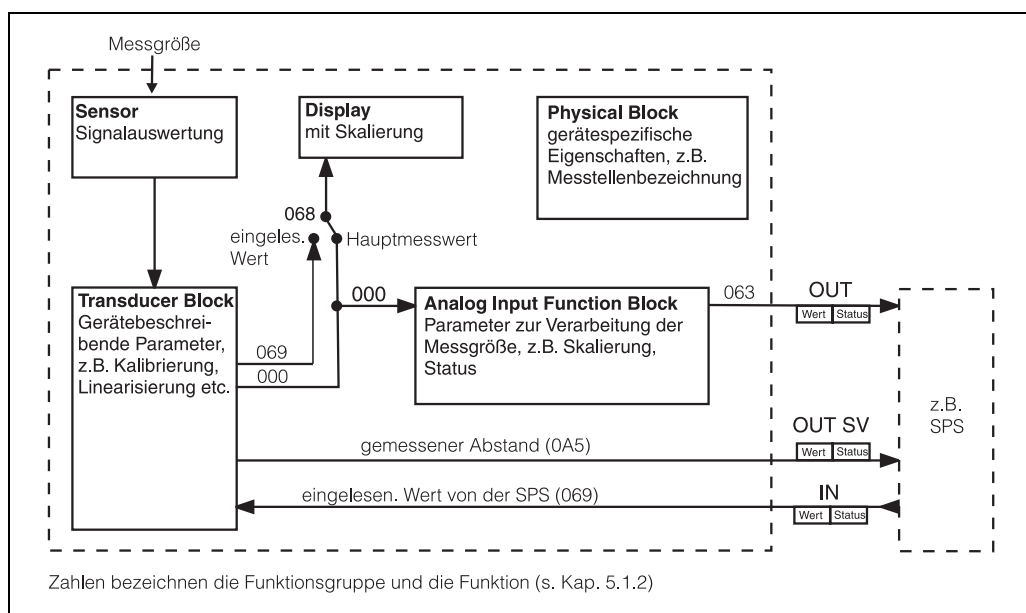 Messgröße
Sensor
Signalauswertung
Display
mit Skalierung
Physical Block
gerätespezifische
Eigenschaften, z.B.
Messtellenbezeichnung
068
eingeles.
Wert
Hauptmesswert
Transducer Block
Gerätebeschrei-
bende Parameter,
z.B. Kalibrierung,
Linearisierung etc.
069
000
000
Analog Input Function Block
Parameter zur Verarbeitung der
Messgröße, z.B. Skalierung,
Status
063
OUT
Wert Status
z.B.
SPS
gemessener Abstand (0A5)
OUT SV
Wert Status
eingelesen. Wert von der SPS (069)
IN
Wert Status
Zahlen bezeichnen die Funktionsgruppe und die Funktion (s. Kap. 5.1.2)